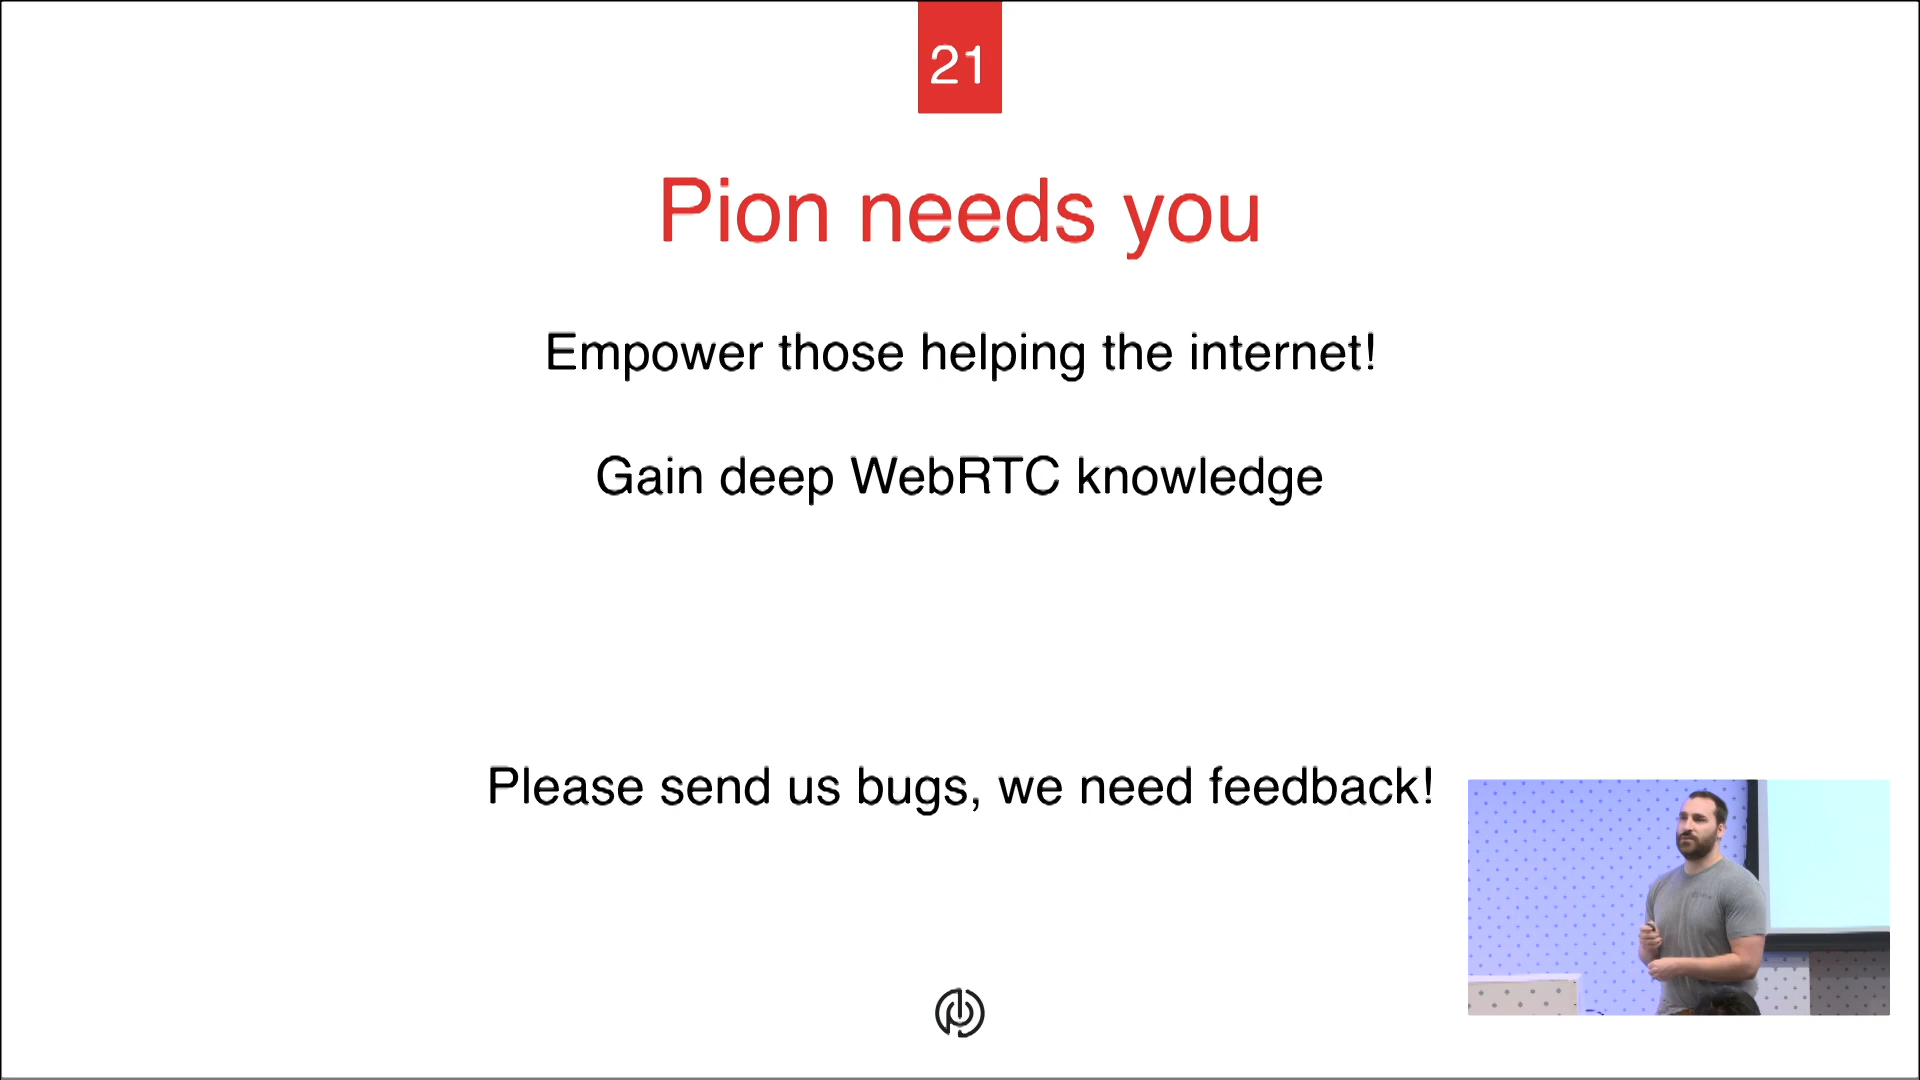 21
Pion needs you
Empower those helping the internet!
Gain deep WebRTC knowledge
Please send us bugs, we need feedback!